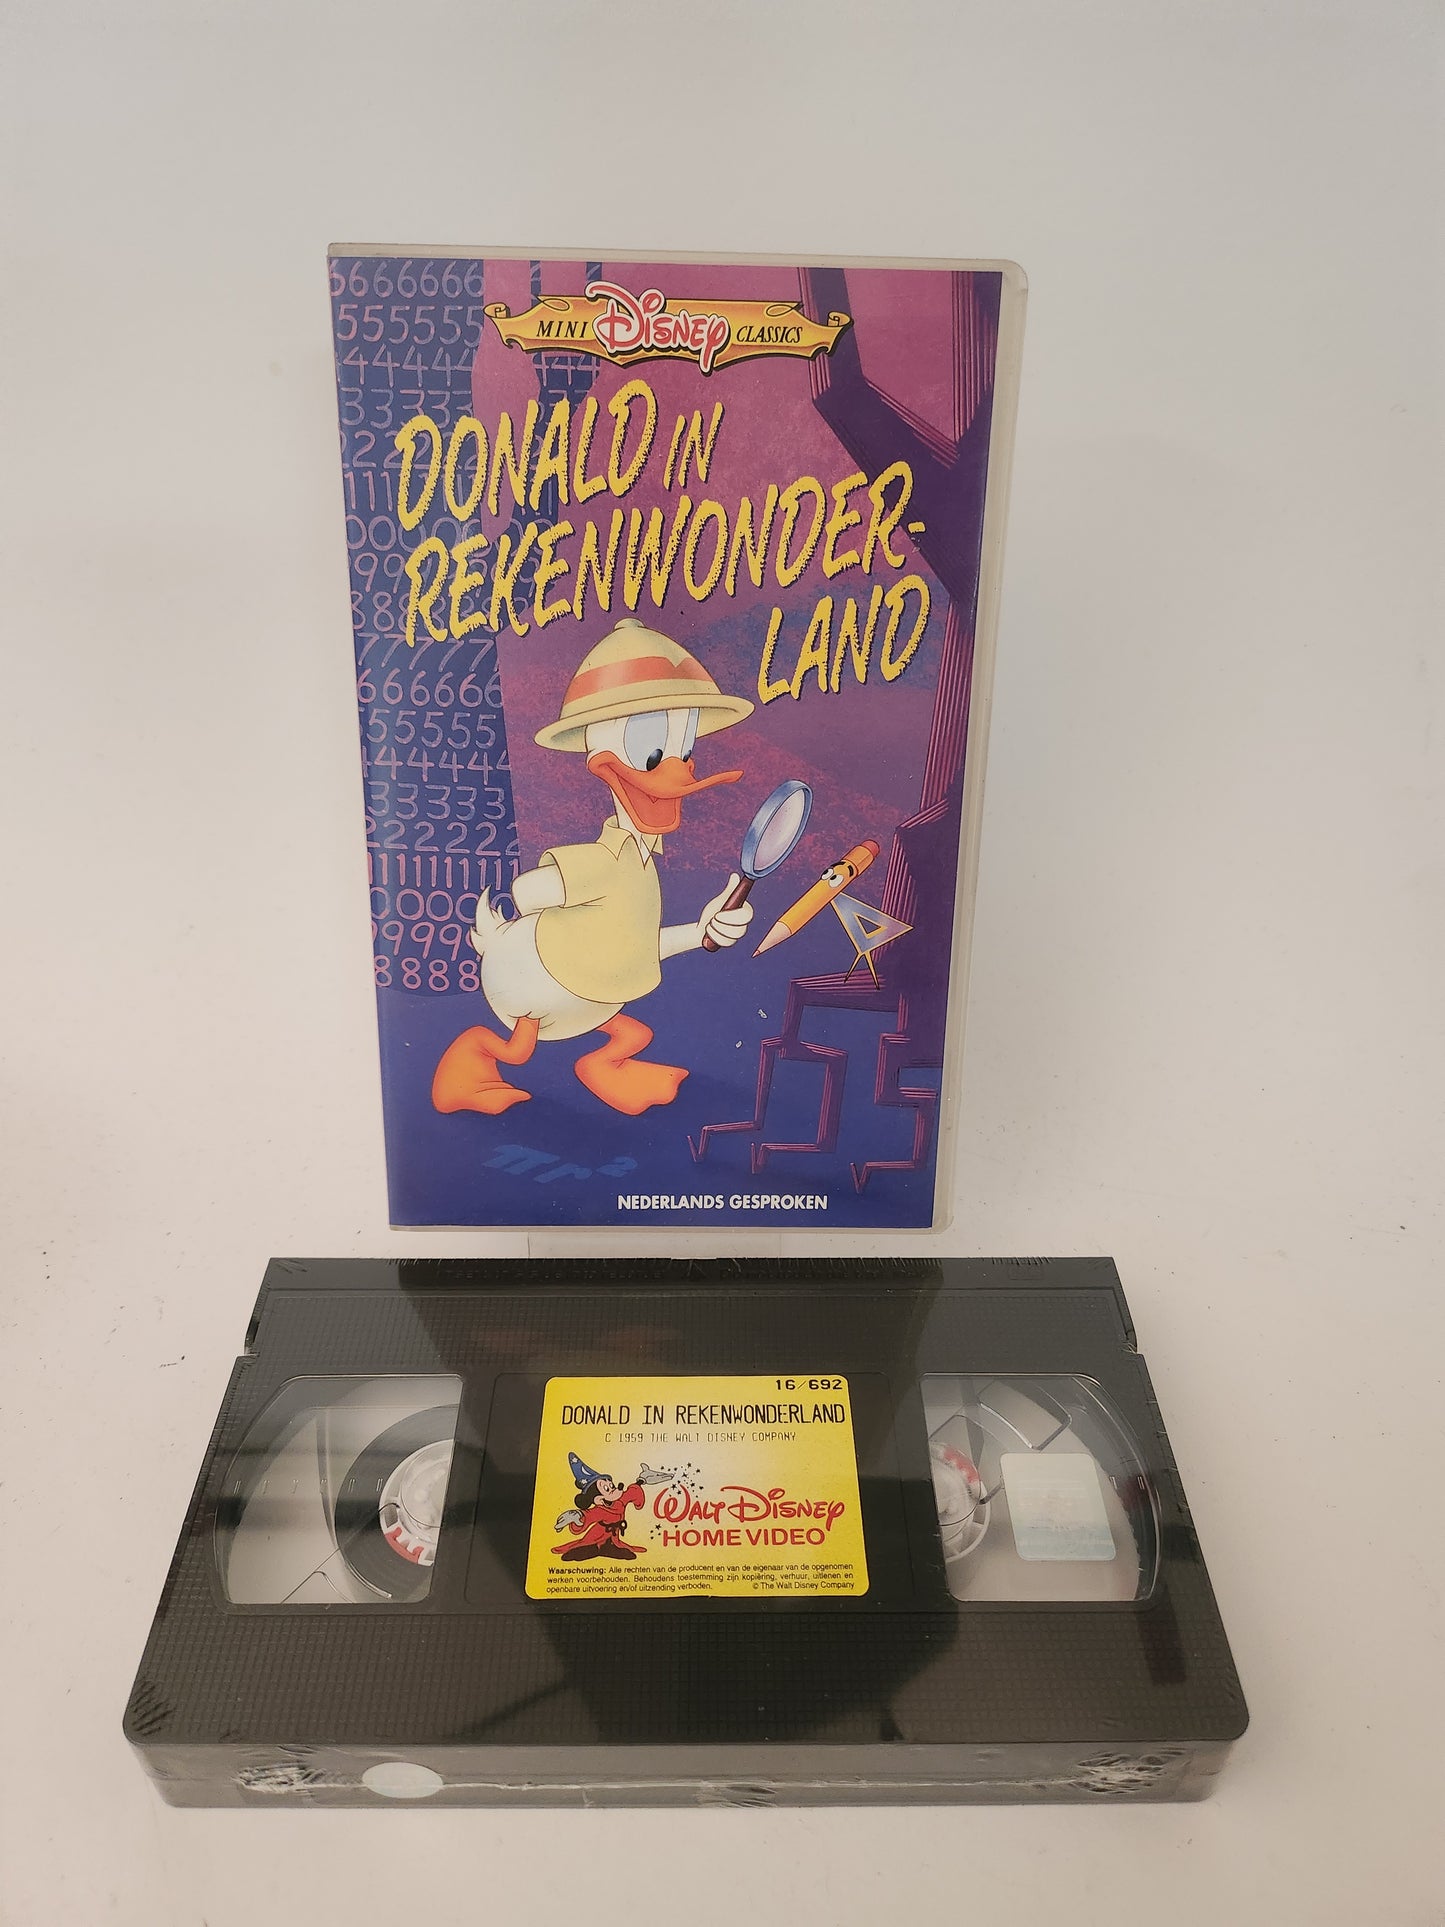 MINI DISNEY CLASSICS
DONALD IN
REKENWONDER-
LAND
πr²
NEDERLANDS GESPROKEN
16/692
DONALD IN REKENWONDERLAND
C 1959 THE WALT DISNEY COMPANY
WALT DISNEY
HOME VIDEO
Waarschuwing: Alle rechten van de producent en van de eigenaar van de opgenomen
werken voorbehouden. Behoudens toestemming zijn kopiëring, verhuur, uitlenen en
openbare uitvoering en/of uitzending verboden. © The Walt Disney Company